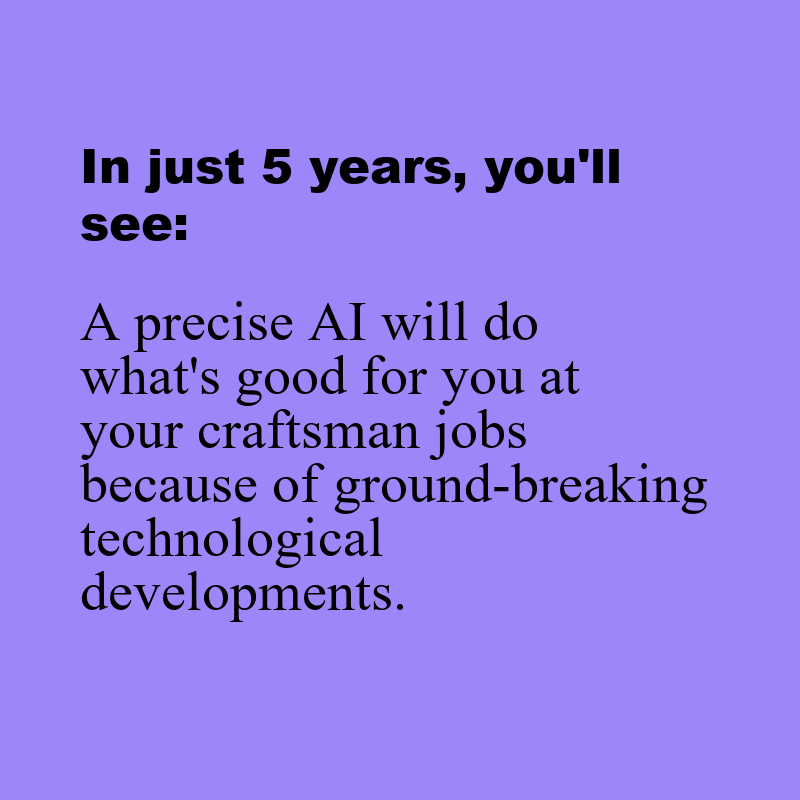 In just 5 years, you'll
see:
A precise AI will do
what's good for you at
your craftsman jobs
because of ground-breaking
technological
developments.